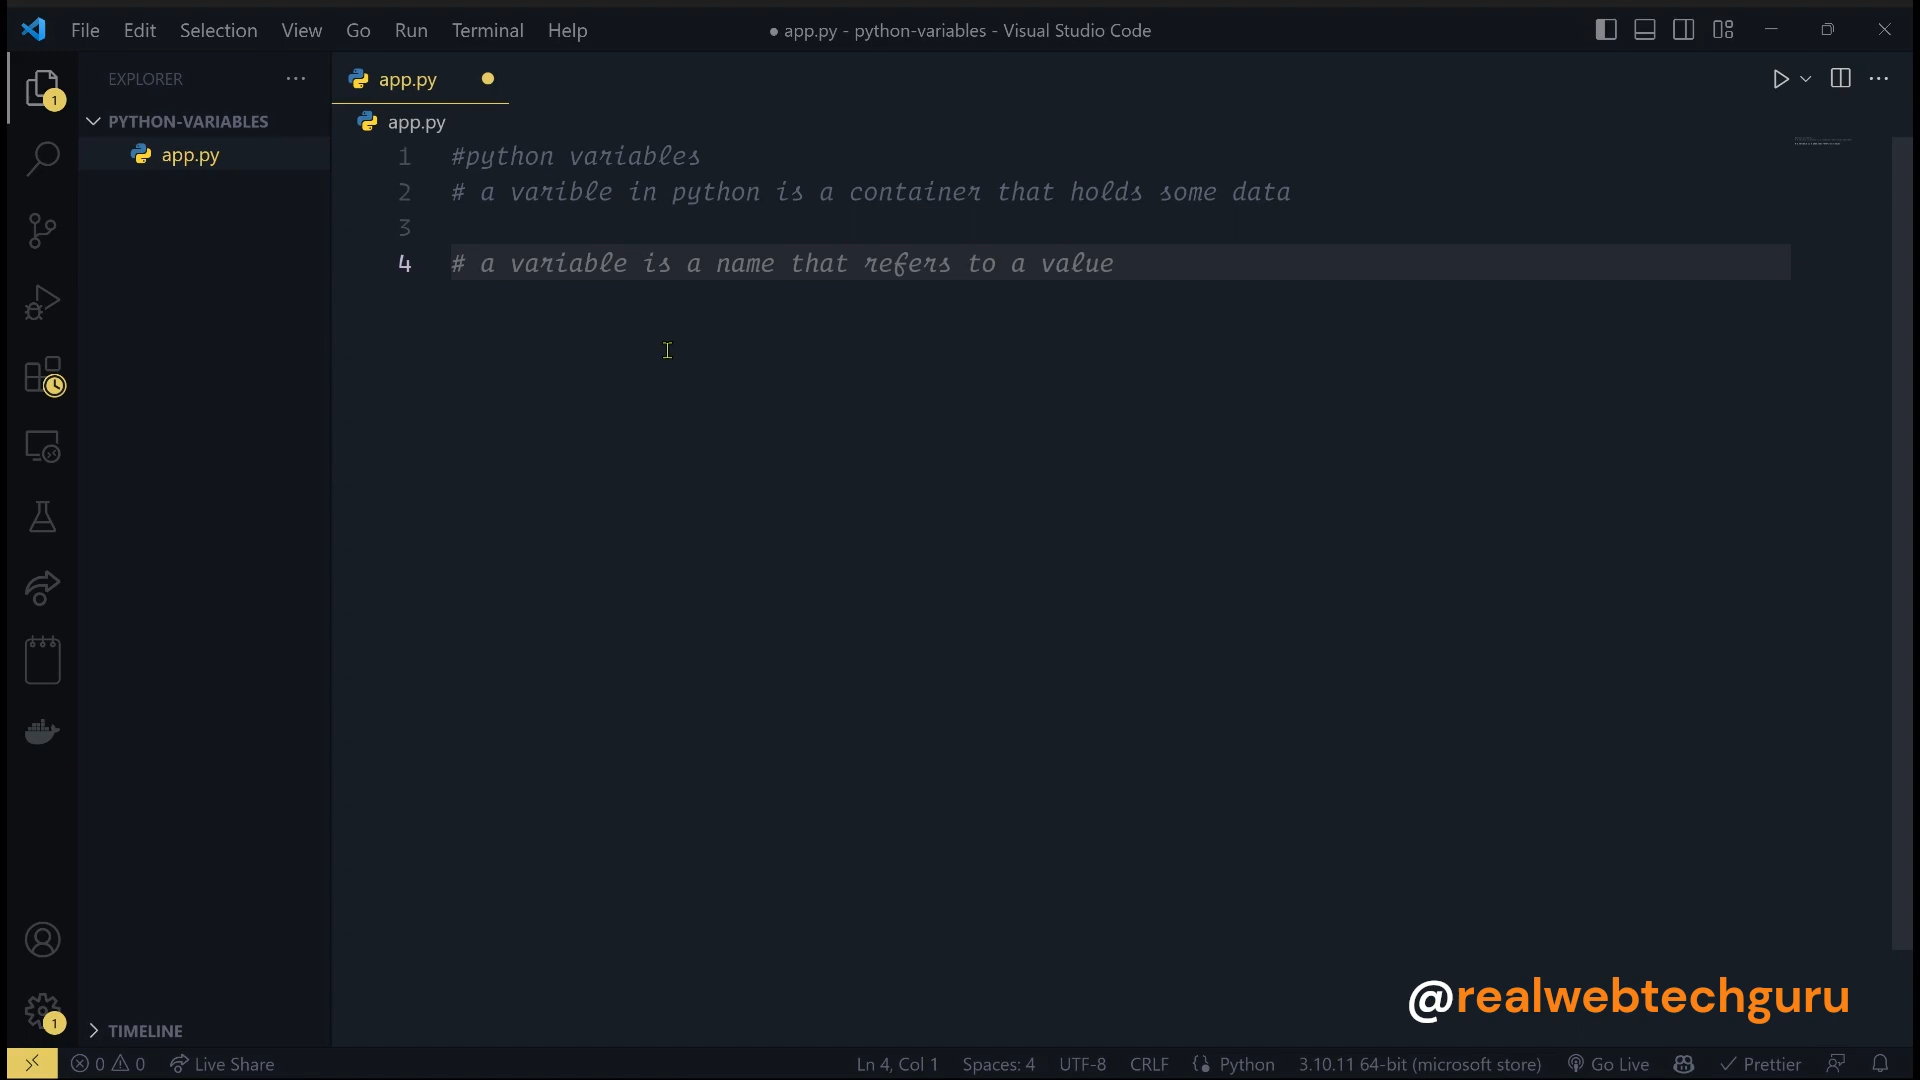 File Edit Selection View Go Run Terminal Help
● app.py - python-variables - Visual Studio Code
EXPLORER
app.py
1
PYTHON-VARIABLES
app.py
app.py
1 #python variables
2 # a varible in python is a container that holds some data
3
4 # a variable is a name that refers to a value
@realwebtechguru
1
TIMELINE
0 0 Live Share Ln 4, Col 1 Spaces: 4 UTF-8 CRLF Python 3.10.11 64-bit (microsoft store) Go Live Prettier